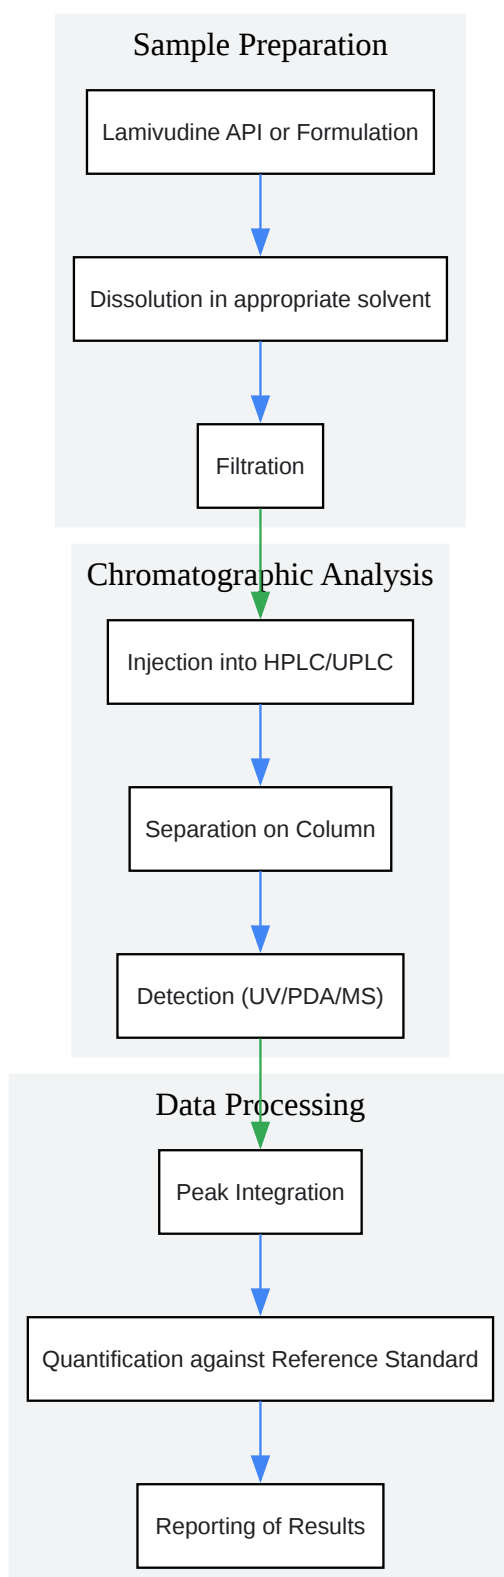 Sample Preparation
Lamivudine API or Formulation
Dissolution in appropriate solvent
Filtration
Chromatographic Analysis
Injection into HPLC/UPLC
Separation on Column
Detection (UV/PDA/MS)
Data Processing
Peak Integration
Quantification against Reference Standard
Reporting of Results